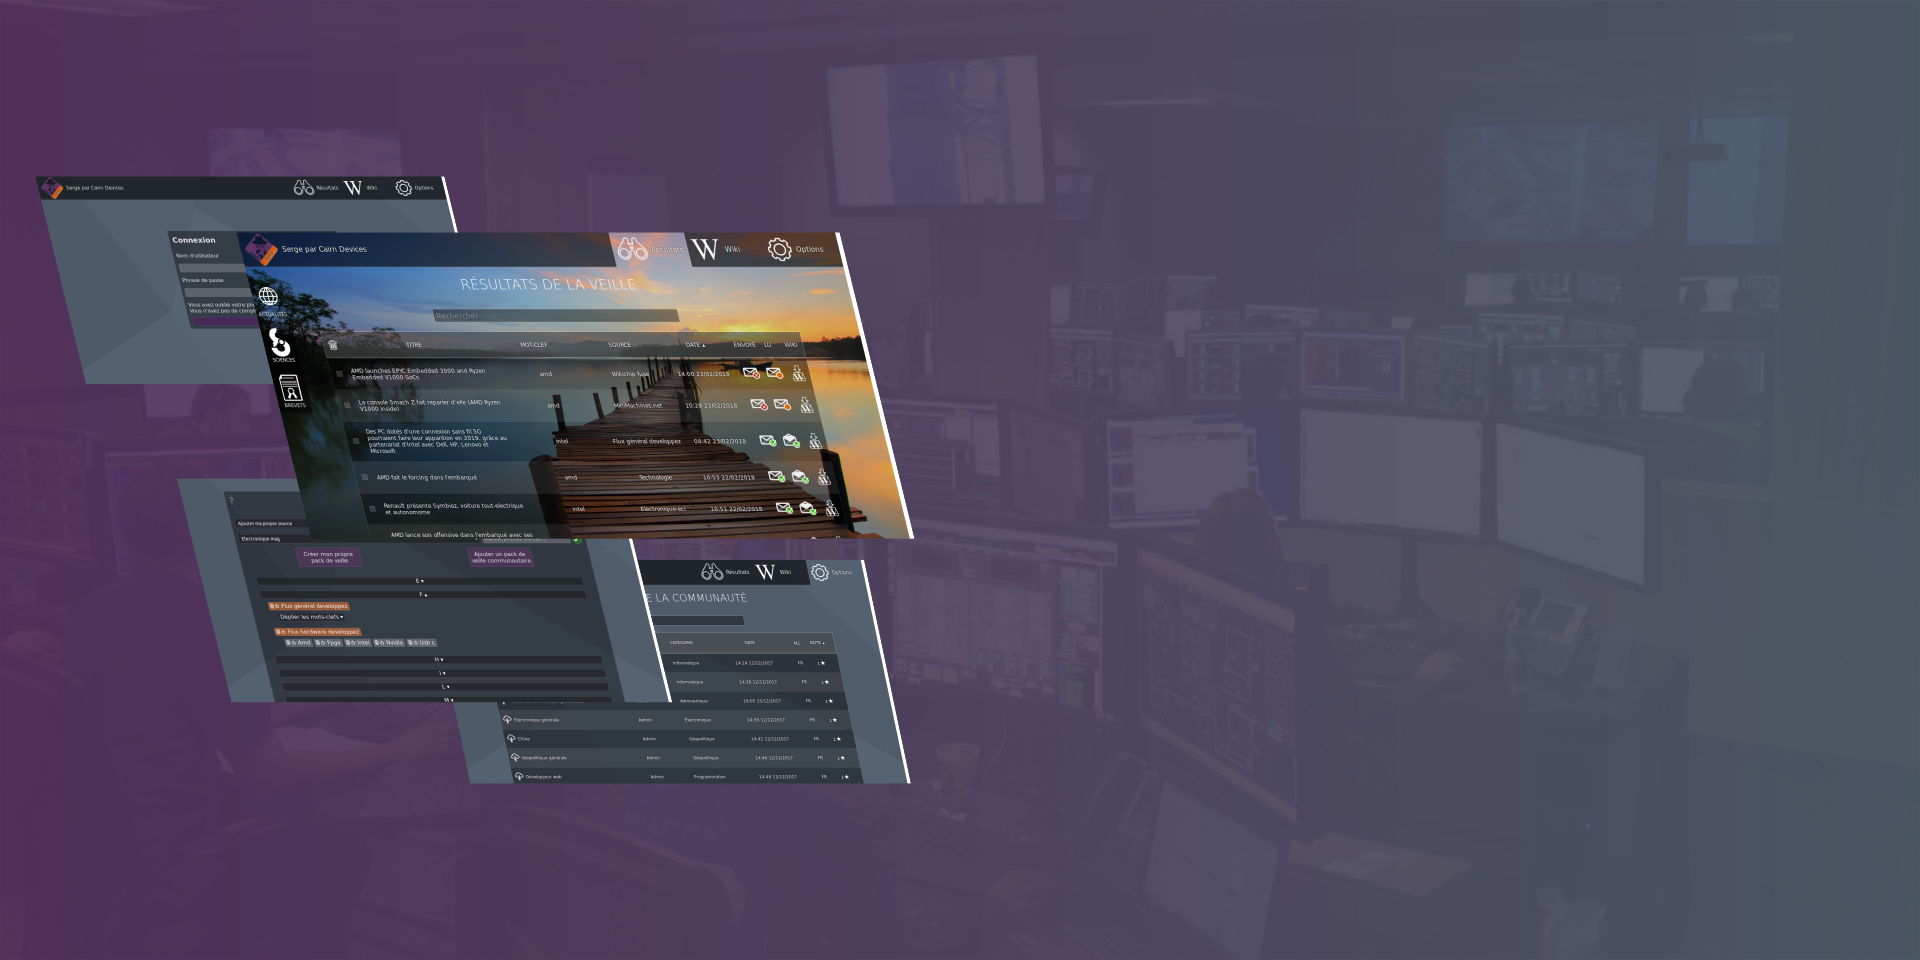 Serge par Cairn Devices
Résultats
Wiki
Options
Connexion
Nom d'utilisateur
Phrase de passe
Vous avez oublié votre
Vous n'avez pas de
Serge par Cairn Devices
Résultats
Wiki
Options
RÉSULTATS DE LA VEILLE
Rechercher
ACTUALITÉS
SCIENCES
BREVETS
TITRE MOT-CLEF SOURCE DATE ▴ ENVOYÉ LU WIKI
AMD launches EPYC Embedded 3000 and Ryzen
Embedded V1000 SoCs
amd Wikichip fuse 14:00 23/02/2018
La console Smach Z fait reparler d'elle (AMD Ryzen
V1000 inside)
amd MiniMachines.net 10:28 23/02/2018
Des PC dotés d'une connexion sans fil 5G
pourraient faire leur apparition en 2019, grâce au
partenariat d'Intel avec Dell, HP, Lenovo et
Microsoft
intel Flux général developpez 04:42 23/02/2018
AMD fait le forcing dans l'embarqué amd Technologie 10:53 22/02/2018
Renault présente Symbioz, voiture tout-électrique
et autonomome
intel Electronique-eci 10:51 22/02/2018
AMD lance son offensive dans l'embarqué avec ses
?
Ajouter ma propre source
Electronique mag
Créer mon propre
pack de veille
Ajouter un pack de
veille communautaire
E ▾
F ▴
Flux général developpez
Déplier les mots-clefs ▾
Flux hardware developpez
Amd Fpga Intel Nvidia Usb c
H ▾
I ▾
L ▾
M ▾
Résultats
Wiki
Options
E LA COMMUNAUTÉ
CATÉGORIE DATE NOTE ▴
Informatique 14:14 12/12/2017 FR 1★
Informatique 14:16 12/12/2017 FR 1★
Aéronautique 19:05 15/12/2017 FR 1★
Electronique générale Admin Electronique 14:39 12/12/2017 FR 1★
Chine Admin Géopolitique 14:41 12/12/2017 FR 1★
Géopolitique générale Admin Géopolitique 14:46 12/12/2017 FR 1★
Développeur web Admin Programmation 14:49 12/12/2017 FR 1★